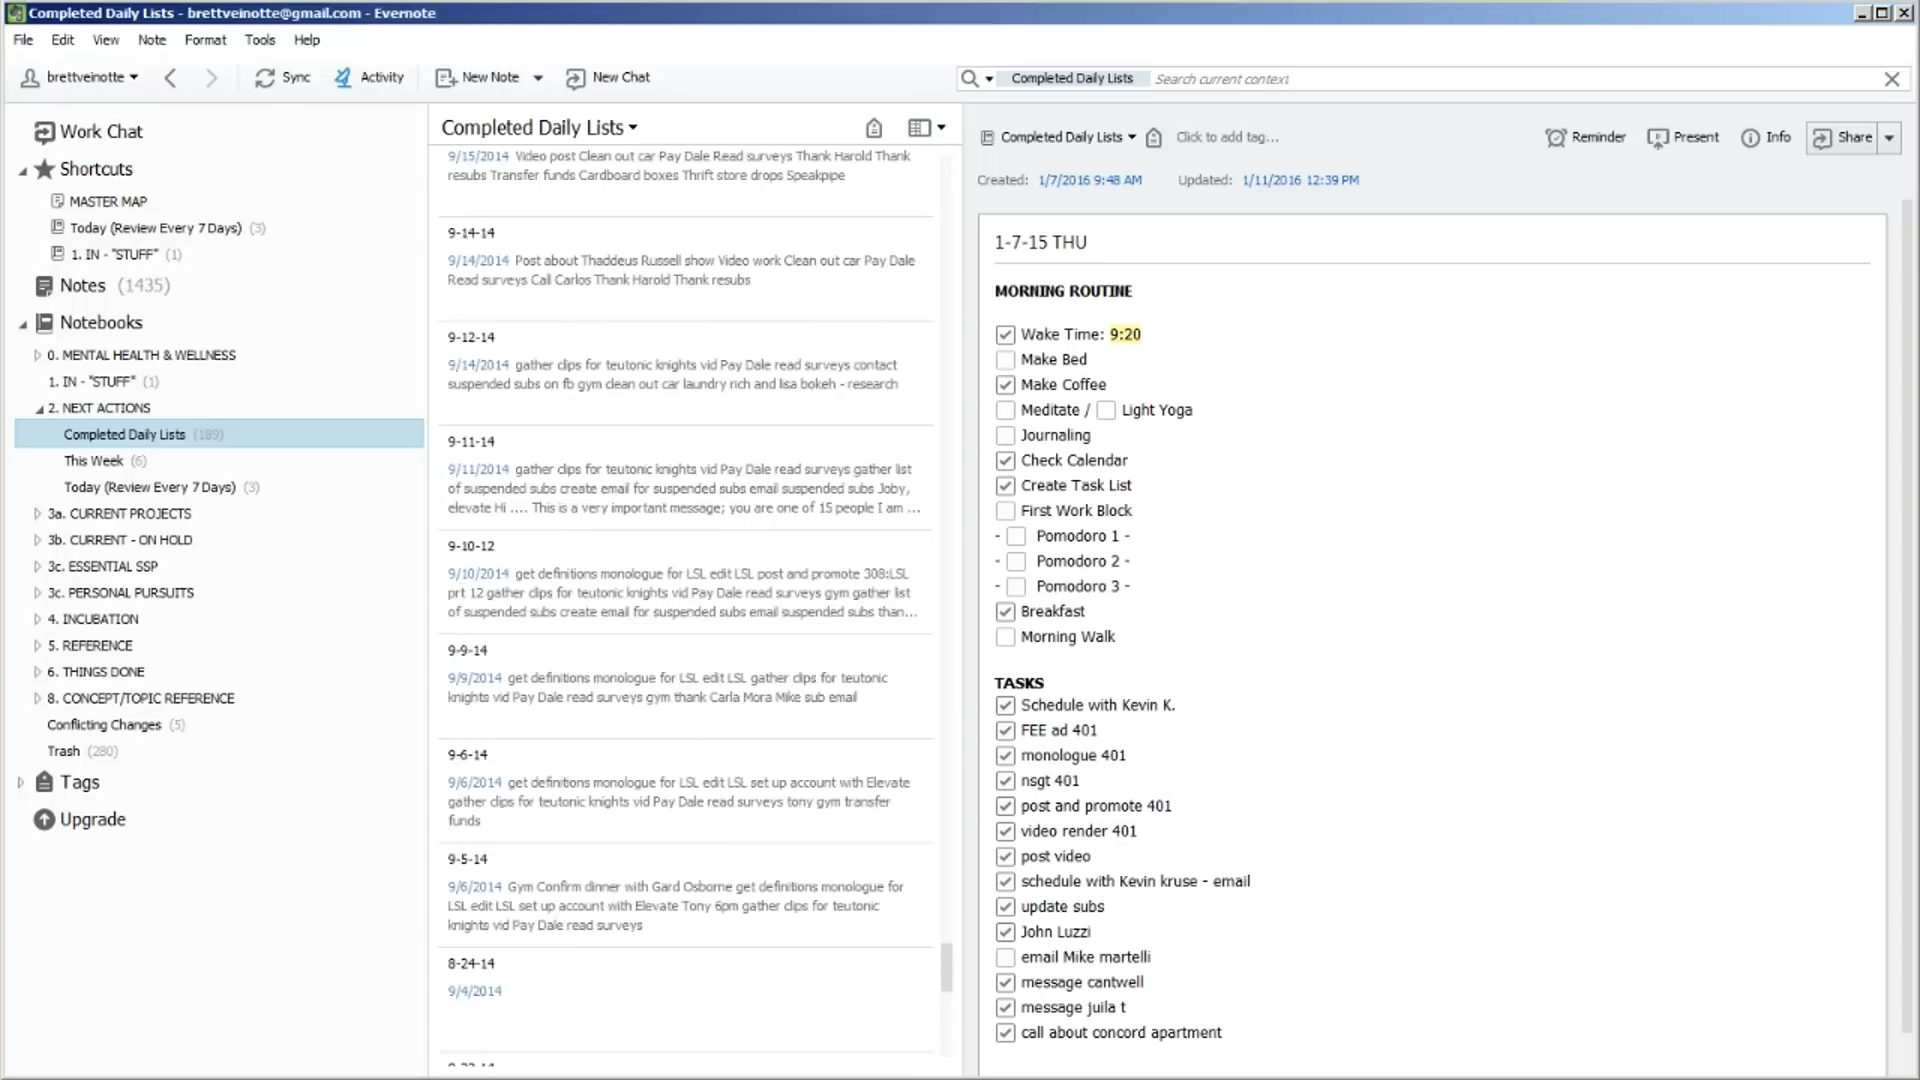 Completed Daily Lists - brettveinotte@gmail.com - Evernote
File Edit View Note Format Tools Help
brettveinotte Sync Activity New Note New Chat Completed Daily Lists Search current context
Work Chat
Shortcuts
MASTER MAP
Today (Review Every 7 Days) (3)
1. IN - "STUFF" (1)
Notes (1435)
Notebooks
0. MENTAL HEALTH & WELLNESS
1. IN - "STUFF" (1)
2. NEXT ACTIONS
Completed Daily Lists (189)
This Week (6)
Today (Review Every 7 Days) (3)
3a. CURRENT PROJECTS
3b. CURRENT - ON HOLD
3c. ESSENTIAL SSP
3c. PERSONAL PURSUITS
4. INCUBATION
5. REFERENCE
6. THINGS DONE
8. CONCEPT/TOPIC REFERENCE
Conflicting Changes (5)
Trash (280)
Tags
Upgrade
Completed Daily Lists
9/15/2014 Video post Clean out car Pay Dale Read surveys Thank Harold Thank
resubs Transfer funds Cardboard boxes Thrift store drops Speakpipe
9-14-14
9/14/2014 Post about Thaddeus Russell show Video work Clean out car Pay Dale
Read surveys Call Carlos Thank Harold Thank resubs
9-12-14
9/14/2014 gather clips for teutonic knights vid Pay Dale read surveys contact
suspended subs on fb gym clean out car laundry rich and lisa bokeh - research
9-11-14
9/11/2014 gather clips for teutonic knights vid Pay Dale read surveys gather list
of suspended subs create email for suspended subs email suspended subs Joby,
elevate Hi .... This is a very important message; you are one of 15 people I am ...
9-10-12
9/10/2014 get definitions monologue for LSL edit LSL post and promote 308:LSL
prt 12 gather clips for teutonic knights vid Pay Dale read surveys gym gather list
of suspended subs create email for suspended subs email suspended subs than...
9-9-14
9/9/2014 get definitions monologue for LSL edit LSL gather clips for teutonic
knights vid Pay Dale read surveys gym thank Carla Mora Mike sub email
9-6-14
9/6/2014 get definitions monologue for LSL edit LSL set up account with Elevate
gather clips for teutonic knights vid Pay Dale read surveys tony gym transfer
funds
9-5-14
9/6/2014 Gym Confirm dinner with Gard Osborne get definitions monologue for
LSL edit LSL set up account with Elevate Tony 6pm gather clips for teutonic
knights vid Pay Dale read surveys
8-24-14
9/4/2014
Completed Daily Lists Click to add tag... Reminder Present Info Share
Created: 1/7/2016 9:48 AM Updated: 1/11/2016 12:39 PM
1-7-15 THU
MORNING ROUTINE
Wake Time: 9:20
Make Bed
Make Coffee
Meditate / Light Yoga
Journaling
Check Calendar
Create Task List
First Work Block
- Pomodoro 1 -
- Pomodoro 2 -
- Pomodoro 3 -
Breakfast
Morning Walk
TASKS
Schedule with Kevin K.
FEE ad 401
monologue 401
nsgt 401
post and promote 401
video render 401
post video
schedule with Kevin kruse - email
update subs
John Luzzi
email Mike martelli
message cantwell
message juila t
call about concord apartment